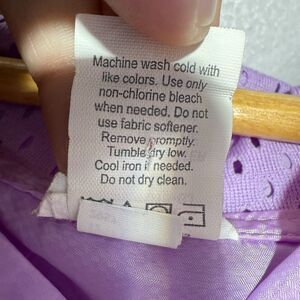 Machine wash cold with
like colors. Use only
non-chlorine bleach
when needed. Do not
use fabric softener.
Remove promptly.
Tumble dry low.
Cool iron if needed.
Do not dry clean.